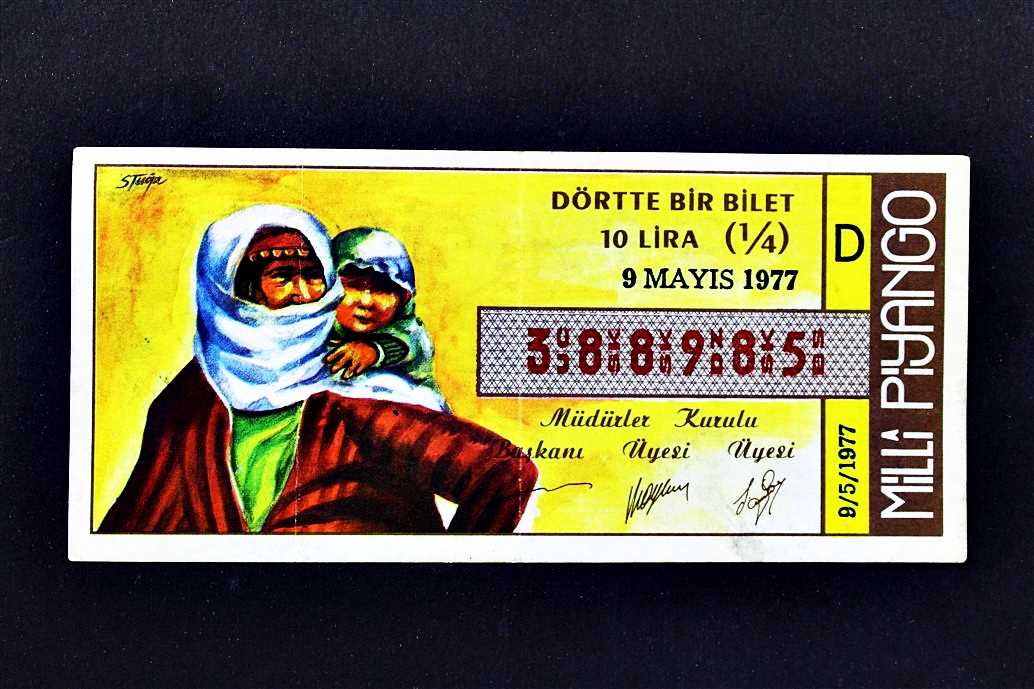 STuğa
DÖRTTE BİR BİLET
10 LİRA (¼)
9 MAYIS 1977
D
388985
Müdürler Kurulu
Başkanı Üyesi Üyesi
9/5/1977
MİLLÎ PİYANGO